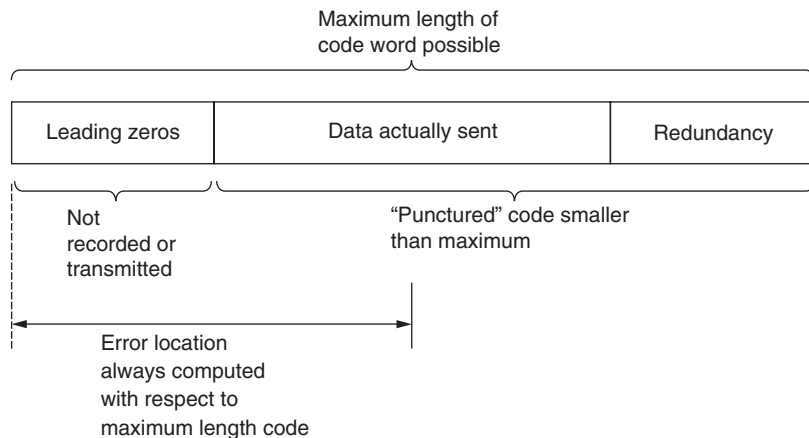 Maximum length of
code word possible
Leading zeros
Data actually sent
Redundancy
Not
recorded or
transmitted
“Punctured” code smaller
than maximum
Error location
always computed
with respect to
maximum length code